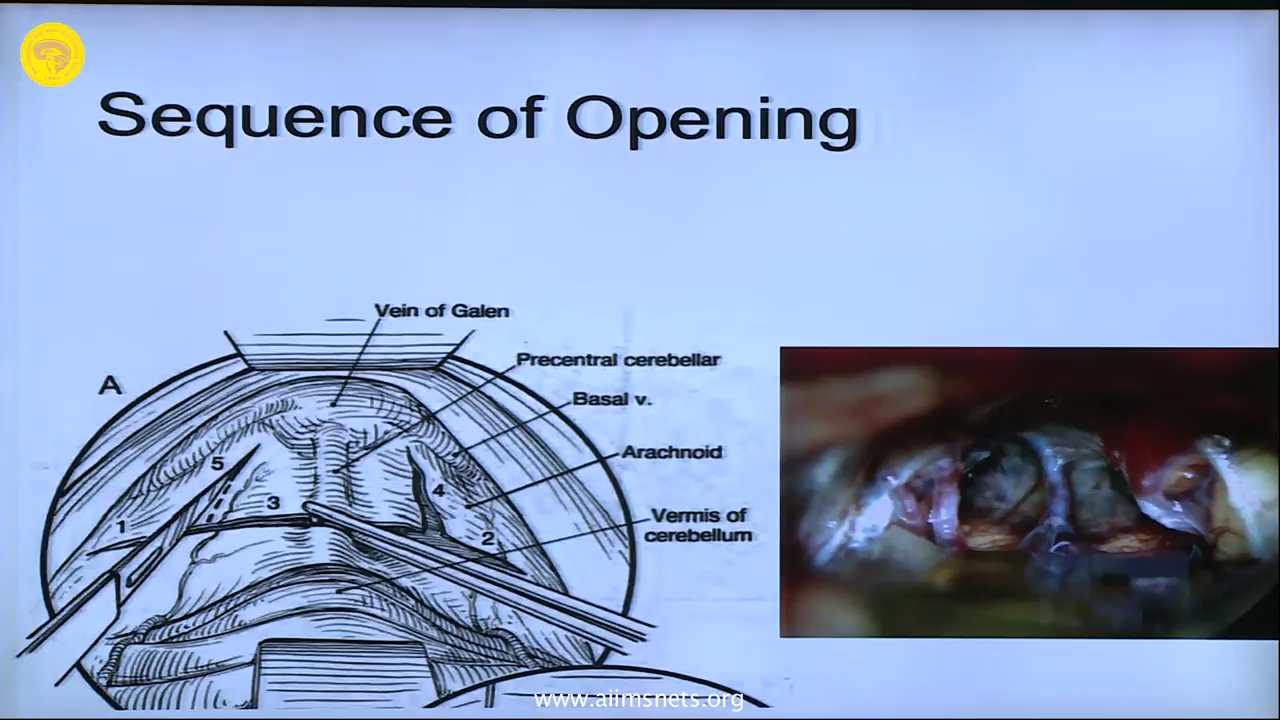 Sequence of Opening
Vein of Galen
A
Precentral cerebellar
Basal v.
Arachnoid
5
4
3
1
2
Vermis of
cerebellum
www.aiimsnets.org